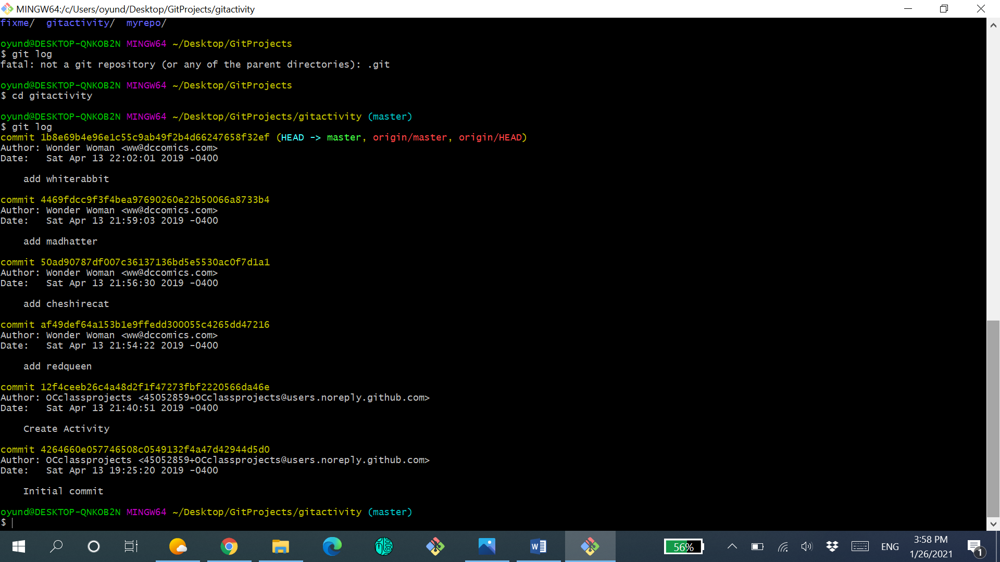 MINGW64:/c/Users/oyund/Desktop/GitProjects/gitactivity
fixme/  gitactivity/  myrepo/
oyund@DESKTOP-QNKOB2N MINGW64 ~/Desktop/GitProjects
$ git log
fatal: not a git repository (or any of the parent directories): .git
oyund@DESKTOP-QNKOB2N MINGW64 ~/Desktop/GitProjects
$ cd gitactivity
oyund@DESKTOP-QNKOB2N MINGW64 ~/Desktop/GitProjects/gitactivity (master)
$ git log
commit 1b8e69b4e96e1c55c9ab49f2b4d66247658f32ef (HEAD -> master, origin/master, origin/HEAD)
Author: Wonder Woman <ww@dccomics.com>
Date:   Sat Apr 13 22:02:01 2019 -0400
    add whiterabbit
commit 4469fdcc9f3f4bea97690260e22b50066a8733b4
Author: Wonder Woman <ww@dccomics.com>
Date:   Sat Apr 13 21:59:03 2019 -0400
    add madhatter
commit 50ad90787df007c36137136bd5e5530ac0f7d1a1
Author: Wonder Woman <ww@dccomics.com>
Date:   Sat Apr 13 21:56:30 2019 -0400
    add cheshirecat
commit af49def64a153b1e9ffedd300055c4265dd47216
Author: Wonder Woman <ww@dccomics.com>
Date:   Sat Apr 13 21:54:22 2019 -0400
    add redqueen
commit 12f4ceeb26c4a48d2f1f47273fbf2220566da46e
Author: OCclassprojects <45052859+OCclassprojects@users.noreply.github.com>
Date:   Sat Apr 13 21:40:51 2019 -0400
    Create Activity
commit 4264660e057746508c0549132f4a47d42944d5d0
Author: OCclassprojects <45052859+OCclassprojects@users.noreply.github.com>
Date:   Sat Apr 13 19:25:20 2019 -0400
    Initial commit
oyund@DESKTOP-QNKOB2N MINGW64 ~/Desktop/GitProjects/gitactivity (master)
$
56%
ENG
3:58 PM
1/26/2021
1